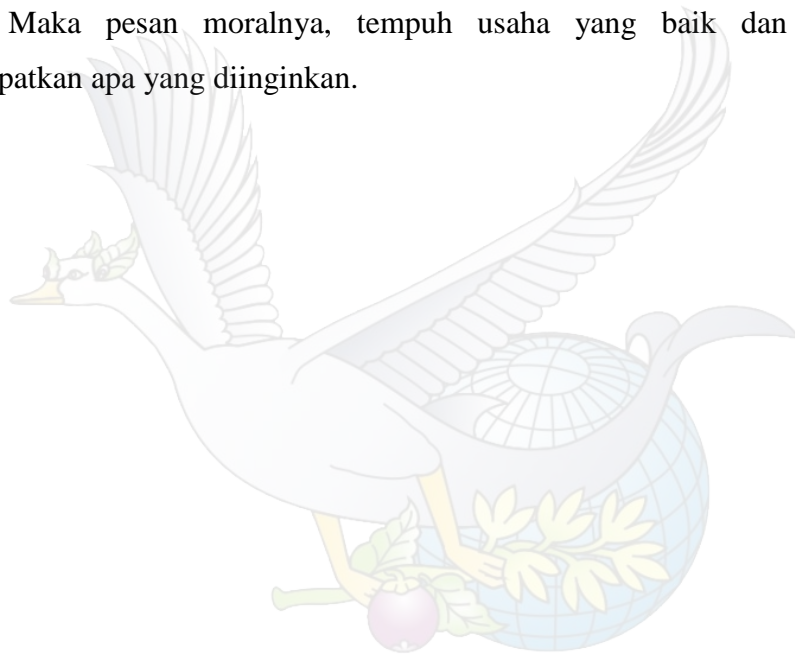 Maka pesan moralnya, tempuh usaha yang baik dan
patkan apa yang diinginkan.